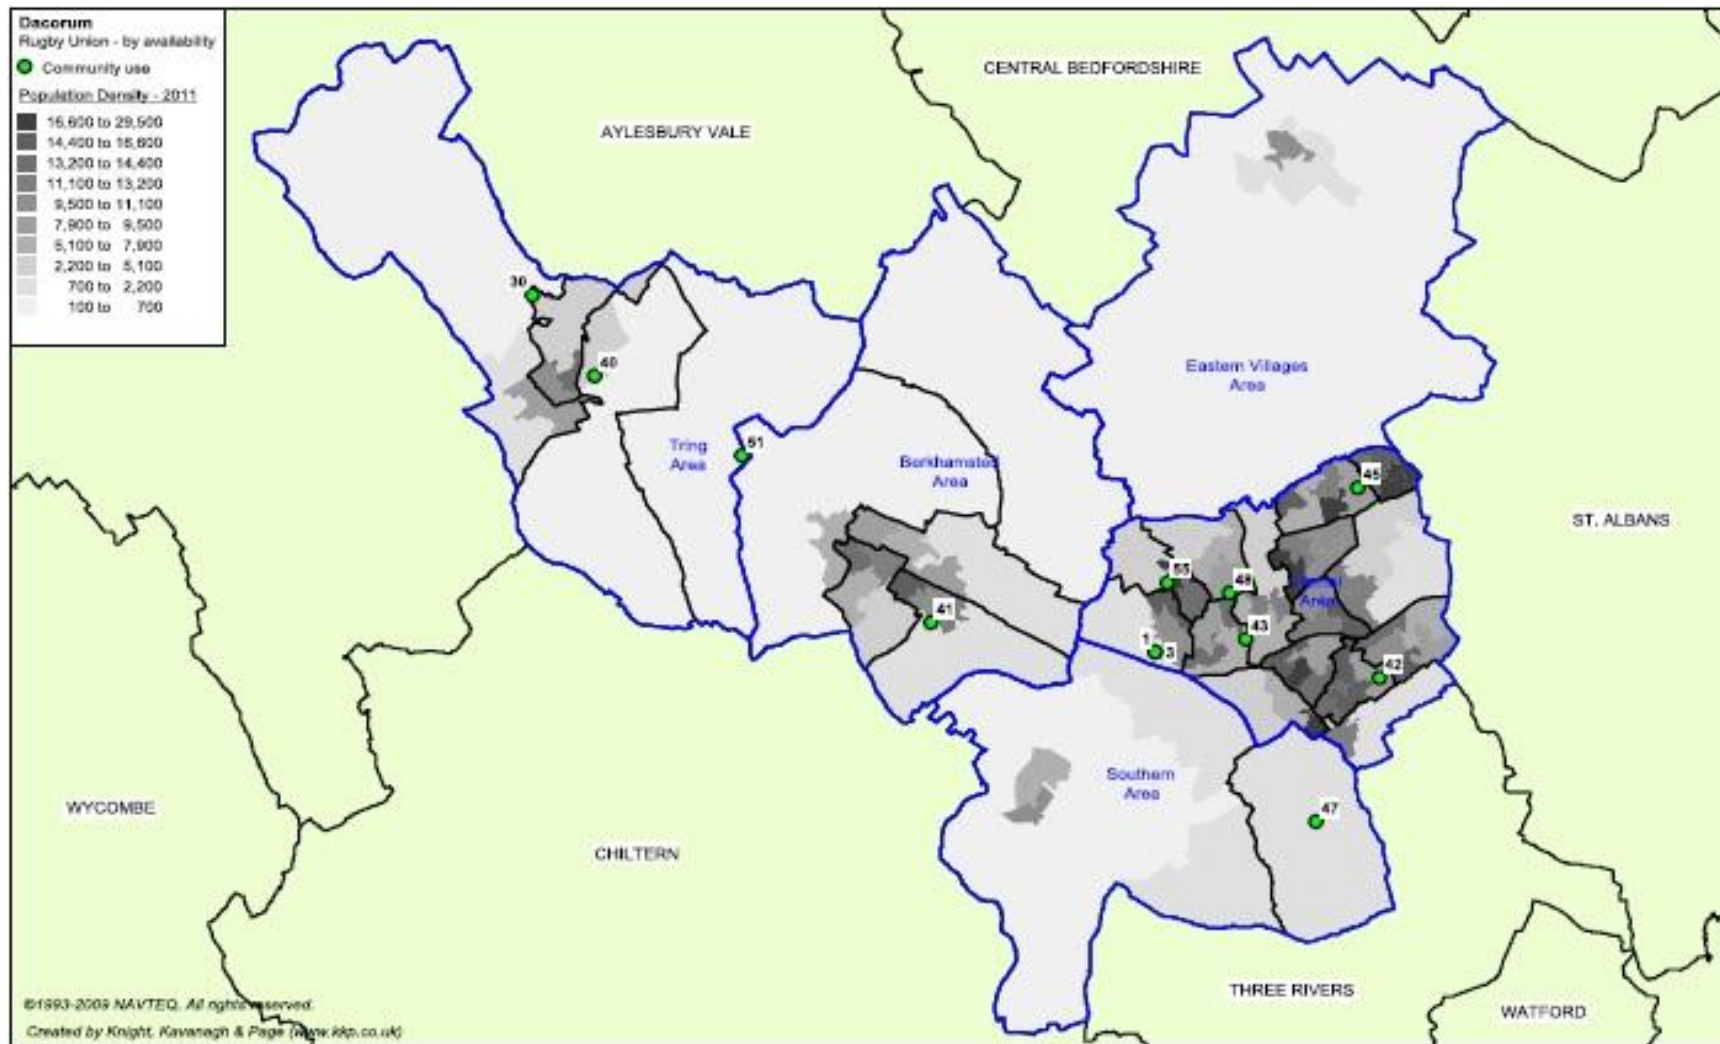 Dacorum
Rugby Union - by availability
Community use
Population Density - 2011
16,600 to 29,500
14,400 to 16,600
13,200 to 14,400
11,100 to 13,200
9,500 to 11,100
7,900 to 9,500
5,100 to 7,900
2,200 to 5,100
700 to 2,200
100 to 700
CENTRAL BEDFORDSHIRE
AYLESBURY VALE
30
40
Eastern Villages
Area
51
Tring
Area
Berkhamsted
Area
45
ST. ALBANS
55
48
Area
41
43
1
3
42
Southern
Area
WYCOMBE
47
CHILTERN
THREE RIVERS
WATFORD
©1993-2009 NAVTEQ. All rights reserved.
Created by Knight, Kavanagh & Page (www.kkp.co.uk)